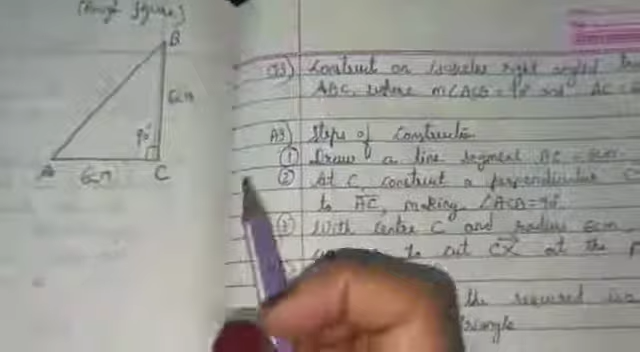 (Rough figure)
B
6cm
90°
A
6cm
C
Q3) Construct an isosceles right angled
ABC, where m∠ACB = 90° and AC =
A3) Steps of Construction
① Draw a line segment AC = 6cm
② At C, construct a perpendicular
to AC, making ∠ACB = 90°.
③ With centre C and radius 6cm
to cut CX at the
the required
triangle